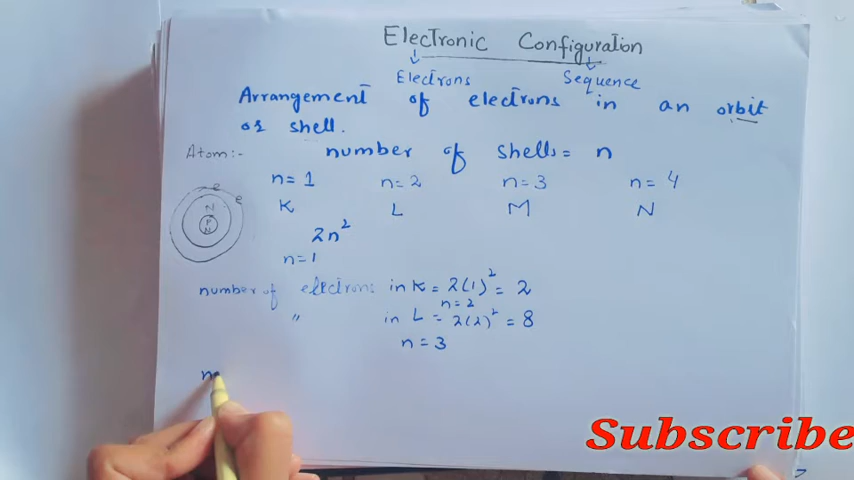 Electronic Configuration
Electrons Sequence
Arrangement of electrons in an orbit
or shell.
Atom:- number of shells = n
n=1 n=2 n=3 n=4
K L M N
e
e
N
P
N
2n²
n=1
number of electrons in K = 2(1)² = 2
n=2
" in L = 2(2)² = 8
n = 3
n
Subscribe